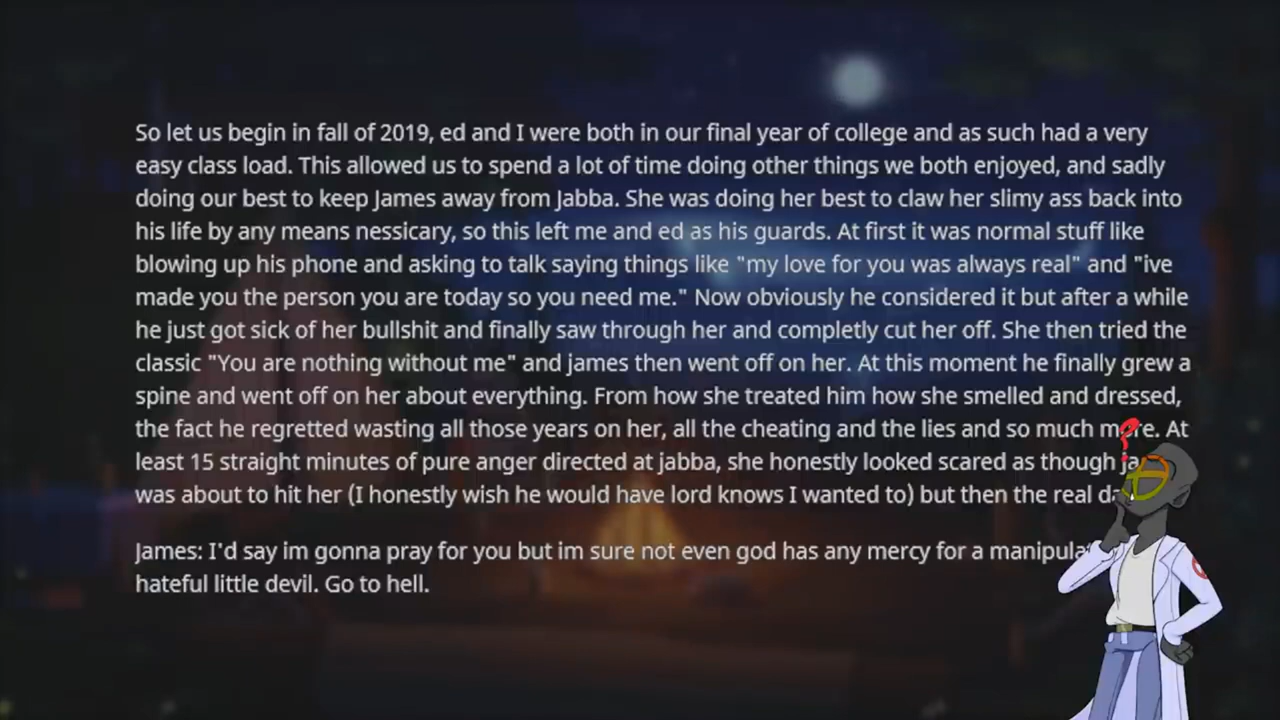 So let us begin in fall of 2019, ed and I were both in our final year of college and as such had a very
easy class load. This allowed us to spend a lot of time doing other things we both enjoyed, and sadly
doing our best to keep James away from Jabba. She was doing her best to claw her slimy ass back into
his life by any means nessicary, so this left me and ed as his guards. At first it was normal stuff like
blowing up his phone and asking to talk saying things like "my love for you was always real" and "ive
made you the person you are today so you need me." Now obviously he considered it but after a while
he just got sick of her bullshit and finally saw through her and completly cut her off. She then tried the
classic "You are nothing without me" and james then went off on her. At this moment he finally grew a
spine and went off on her about everything. From how she treated him how she smelled and dressed,
the fact he regretted wasting all those years on her, all the cheating and the lies and so much more. At
least 15 straight minutes of pure anger directed at jabba, she honestly looked scared as though
was about to hit her (I honestly wish he would have lord knows I wanted to) but then the real
James: I'd say im gonna pray for you but im sure not even god has any mercy for a
hateful little devil. Go to hell.
?